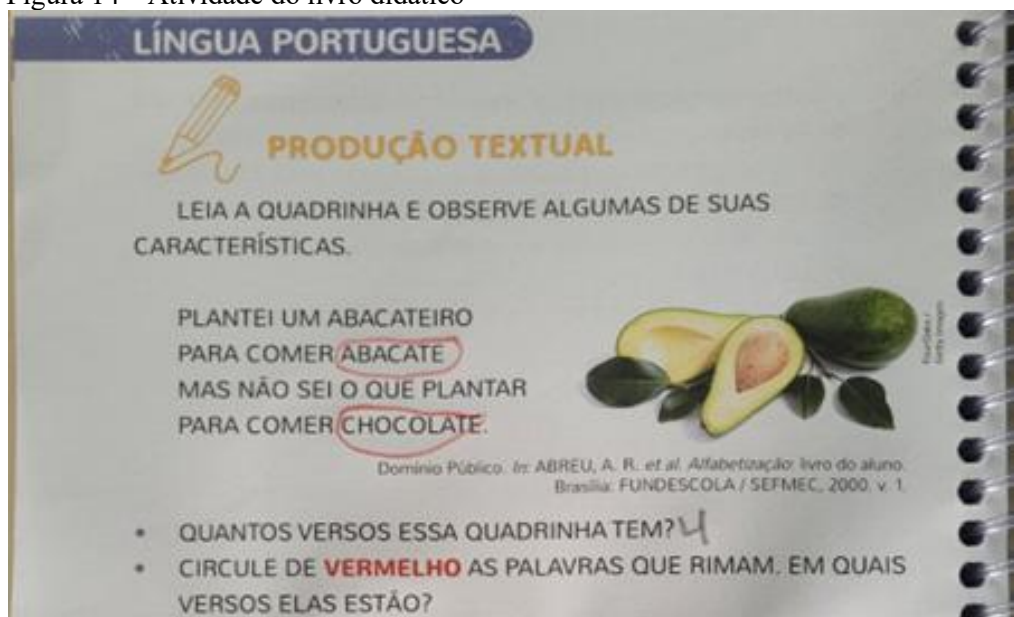 Figura 14 – Atividade do livro didático
LÍNGUA PORTUGUESA
PRODUÇÃO TEXTUAL
LEIA A QUADRINHA E OBSERVE ALGUMAS DE SUAS
CARACTERÍSTICAS.
PLANTEI UM ABACATEIRO
PARA COMER ABACATE
MAS NÃO SEI O QUE PLANTAR
PARA COMER CHOCOLATE.
Domínio Público. In: ABREU, A. R. et al. Alfabetização: livro do aluno.
Brasília: FUNDESCOLA / SEFMEC, 2000. v. 1.
• QUANTOS VERSOS ESSA QUADRINHA TEM? 4
• CIRCULE DE VERMELHO AS PALAVRAS QUE RIMAM. EM QUAIS
VERSOS ELAS ESTÃO?